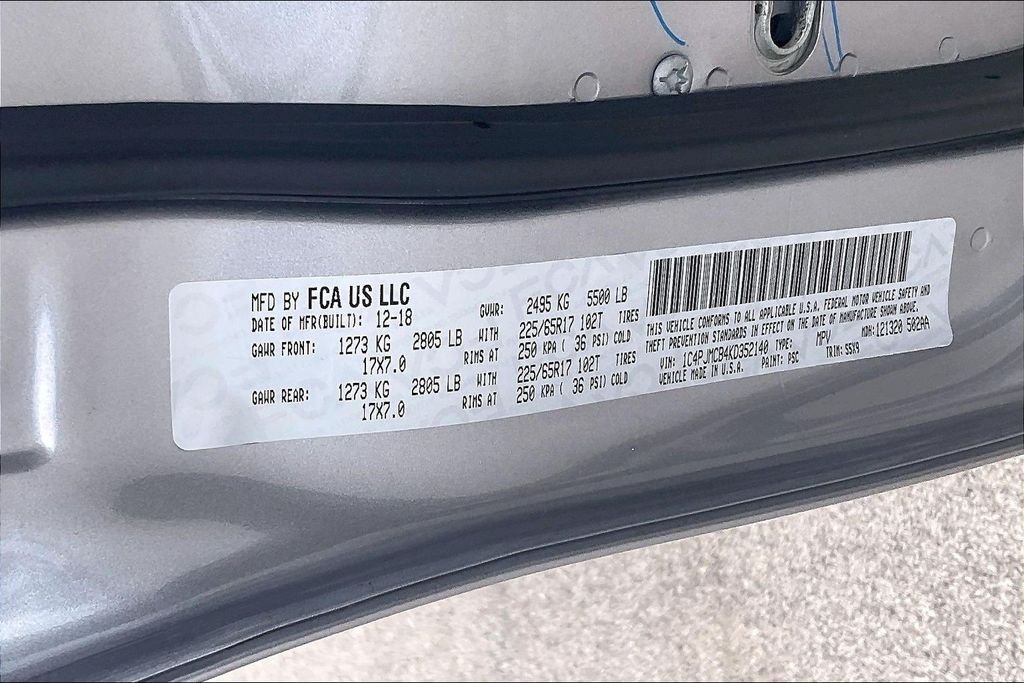 MFD BY FCA US LLC
DATE OF MFR(BUILT): 12-18
GVWR: 2495 KG 5500 LB
GAWR FRONT: 1273 KG 2805 LB WITH 225/65R17 102T TIRES
17X7.0 RIMS AT 250 KPA ( 36 PSI) COLD
GAWR REAR: 1273 KG 2805 LB WITH 225/65R17 102T TIRES
17X7.0 RIMS AT 250 KPA ( 36 PSI) COLD
THIS VEHICLE CONFORMS TO ALL APPLICABLE U.S.A. FEDERAL MOTOR VEHICLE SAFETY AND
THEFT PREVENTION STANDARDS IN EFFECT ON THE DATE OF MANUFACTURE SHOWN ABOVE.
VIN: 1C4PJMCB4KD352140 TYPE: MPV MDH:121320 502AA
VEHICLE MADE IN U.S.A. PAINT: PSC TRIM: S5X9